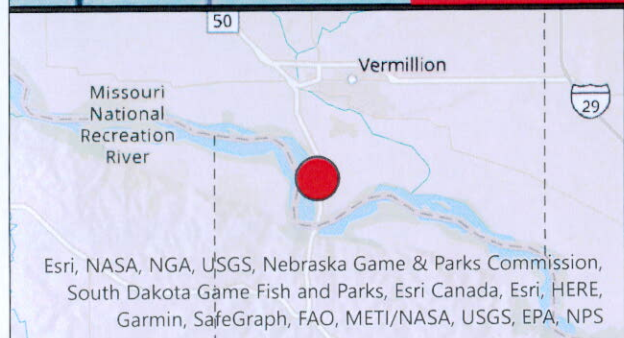 50
Vermillion
Missouri
National
Recreation
River
29
Esri, NASA, NGA, USGS, Nebraska Game & Parks Commission,
South Dakota Game Fish and Parks, Esri Canada, Esri, HERE,
Garmin, SafeGraph, FAO, METI/NASA, USGS, EPA, NPS